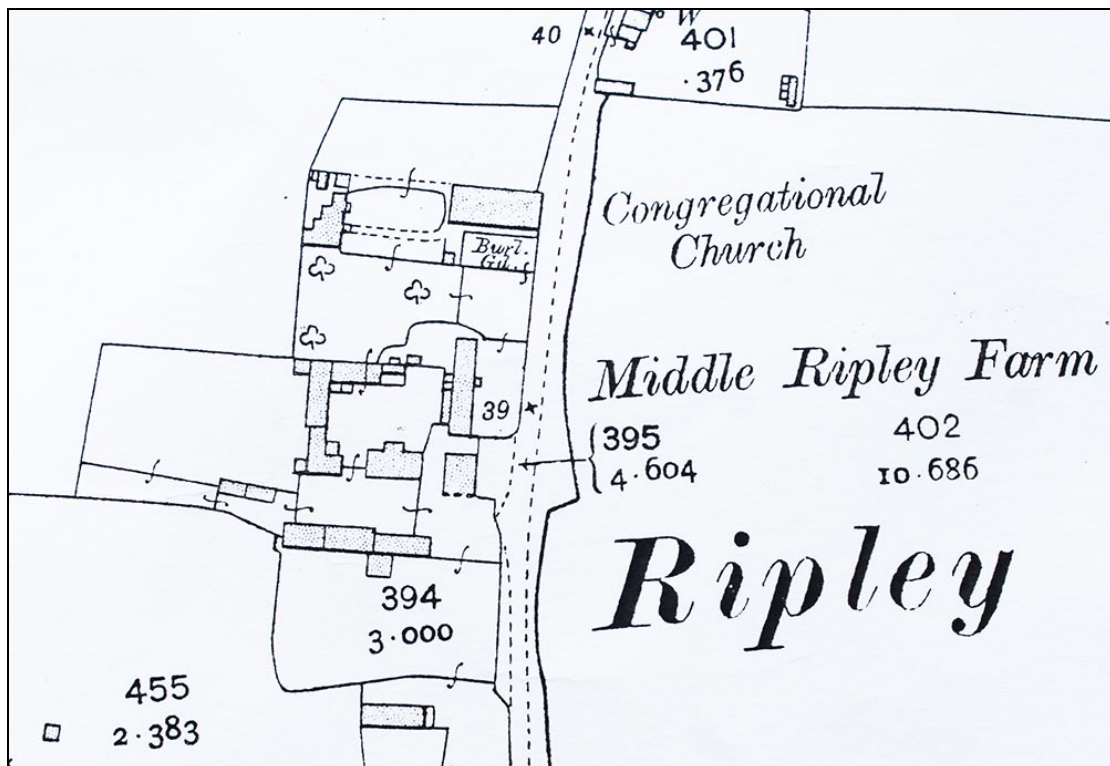 40
W
401
.376
Congregational
Church
Burl.
Gd.
Middle Ripley Farm
39
395
4.604
402
10.686
Ripley
394
3.000
455
2.383